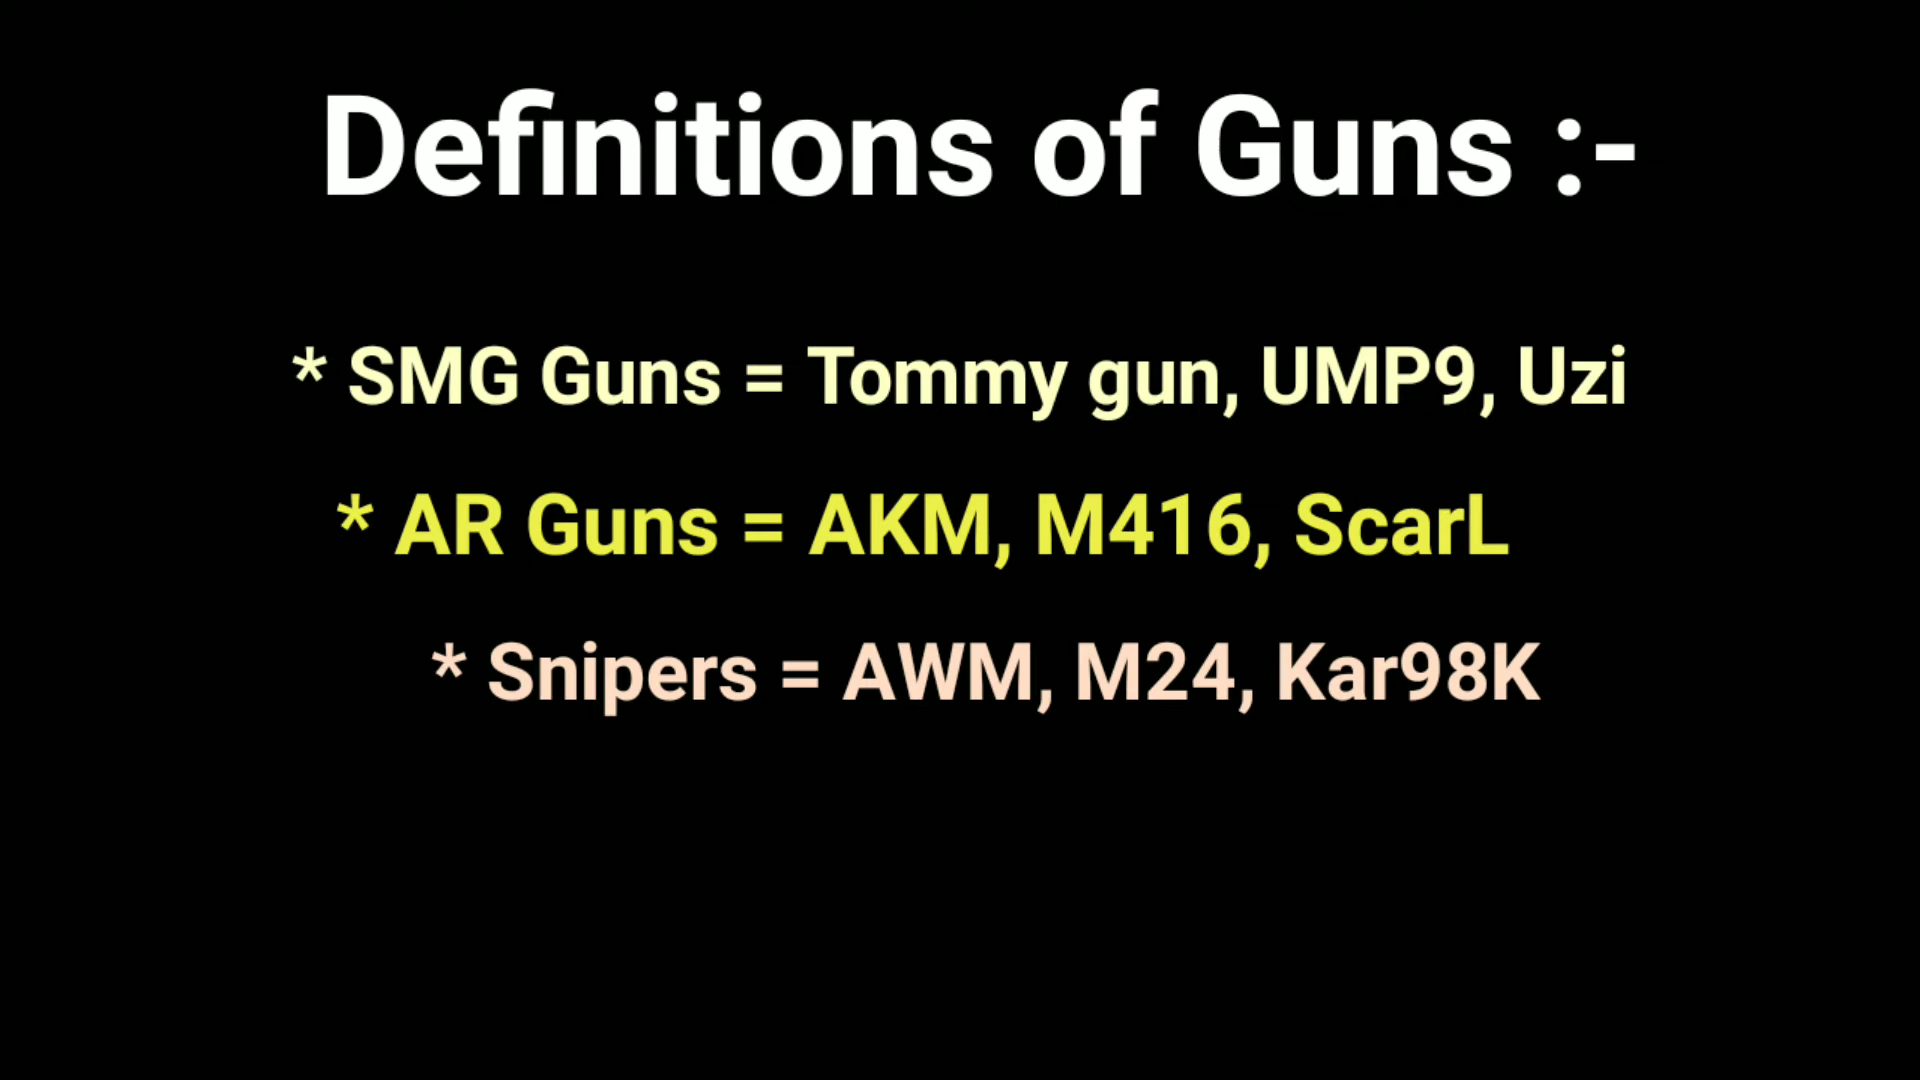 Definitions of Guns :-
* SMG Guns = Tommy gun, UMP9, Uzi
* AR Guns = AKM, M416, ScarL
* Snipers = AWM, M24, Kar98K